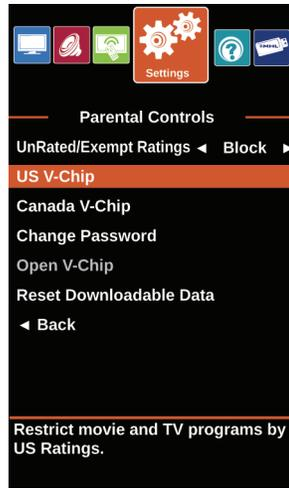 MHL
Settings
Parental Controls
UnRated/Exempt Ratings ◄ Block ►
US V-Chip
Canada V-Chip
Change Password
Open V-Chip
Reset Downloadable Data
◄ Back
Restrict movie and TV programs by
US Ratings.